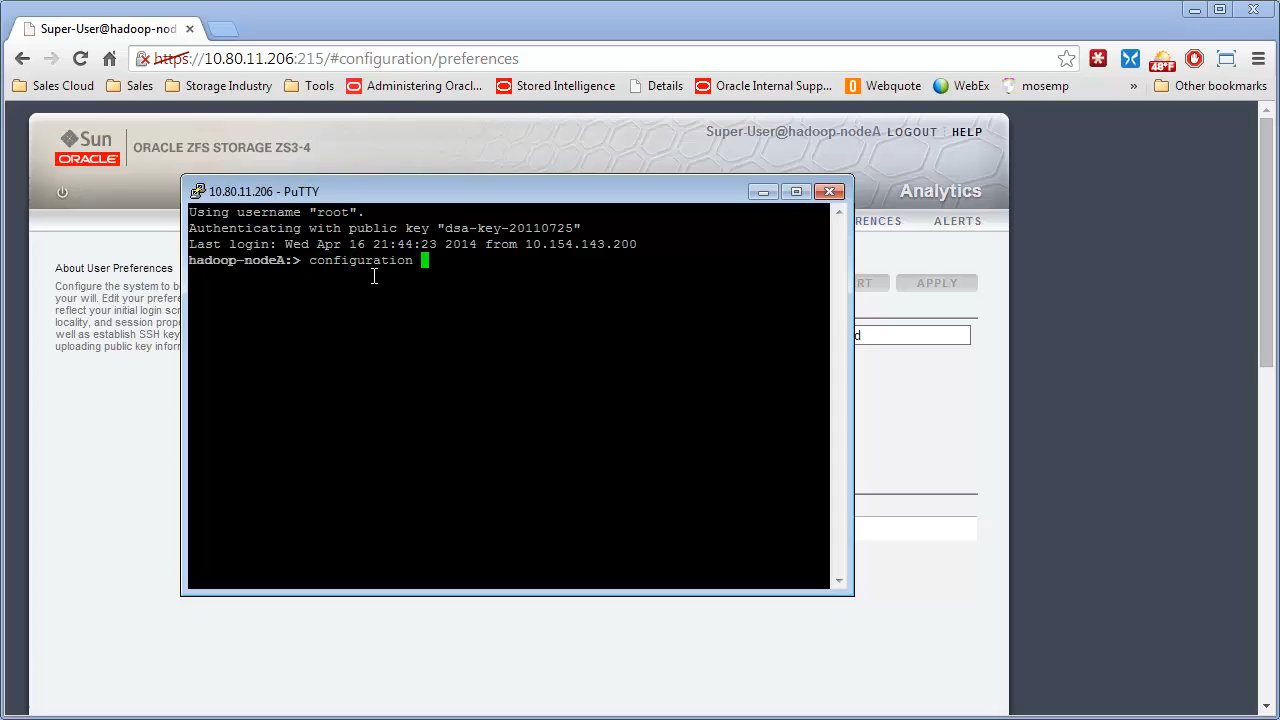 Super-User@hadoop-nod
https://10.80.11.206:215/#configuration/preferences
48°F
Sales Cloud Sales Storage Industry Tools Administering Oracl... Stored Intelligence Details Oracle Internal Supp... Webquote WebEx mosemp » Other bookmarks
Sun
ORACLE
ORACLE ZFS STORAGE ZS3-4
Super-User@hadoop-nodeA LOGOUT HELP
Analytics
RENCES ALERTS
10.80.11.206 - PuTTY
Using username "root".
Authenticating with public key "dsa-key-20110725"
Last login: Wed Apr 16 21:44:23 2014 from 10.154.143.200
hadoop-nodeA:> configuration
About User Preferences
Configure the system to b
your will. Edit your prefere
reflect your initial login scr
locality, and session prop
well as establish SSH key
uploading public key inforn
RT APPLY
d